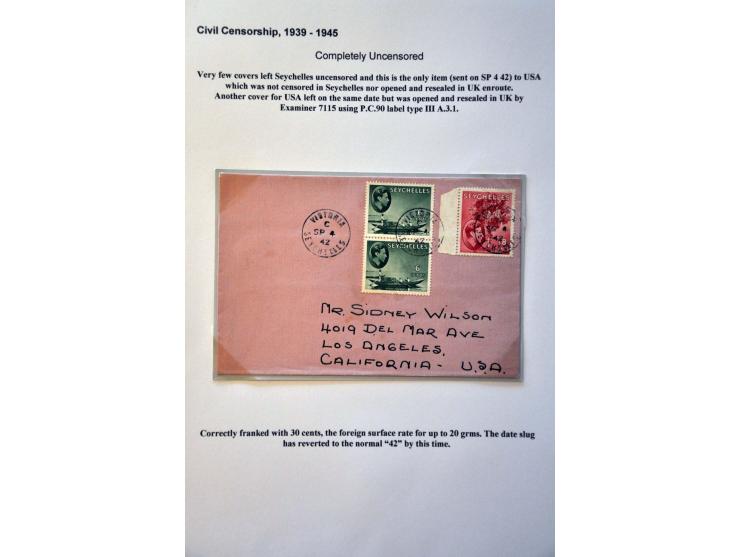 Civil Censorship, 1939 - 1945
Completely Uncensored
Very few covers left Seychelles uncensored and this is the only item (sent on SP 4 42) to USA
which was not censored in Seychelles nor opened and resealed in UK enroute.
Another cover for USA left on the same date but was opened and resealed in UK by
Examiner 7115 using P.C.90 label type III A.3.1.
SEYCHELLES
SEYCHELLES
VICTORIA
C
SP 4
42
SEYCHELLES
VICTORIA
SP 4
42
SEYCHELLES
6
Mr. Sidney Wilson
4019 Del Mar Ave
Los Angeles,
California - U.S.A.
Correctly franked with 30 cents, the foreign surface rate for up to 20 grms. The date slug
has reverted to the normal “42” by this time.